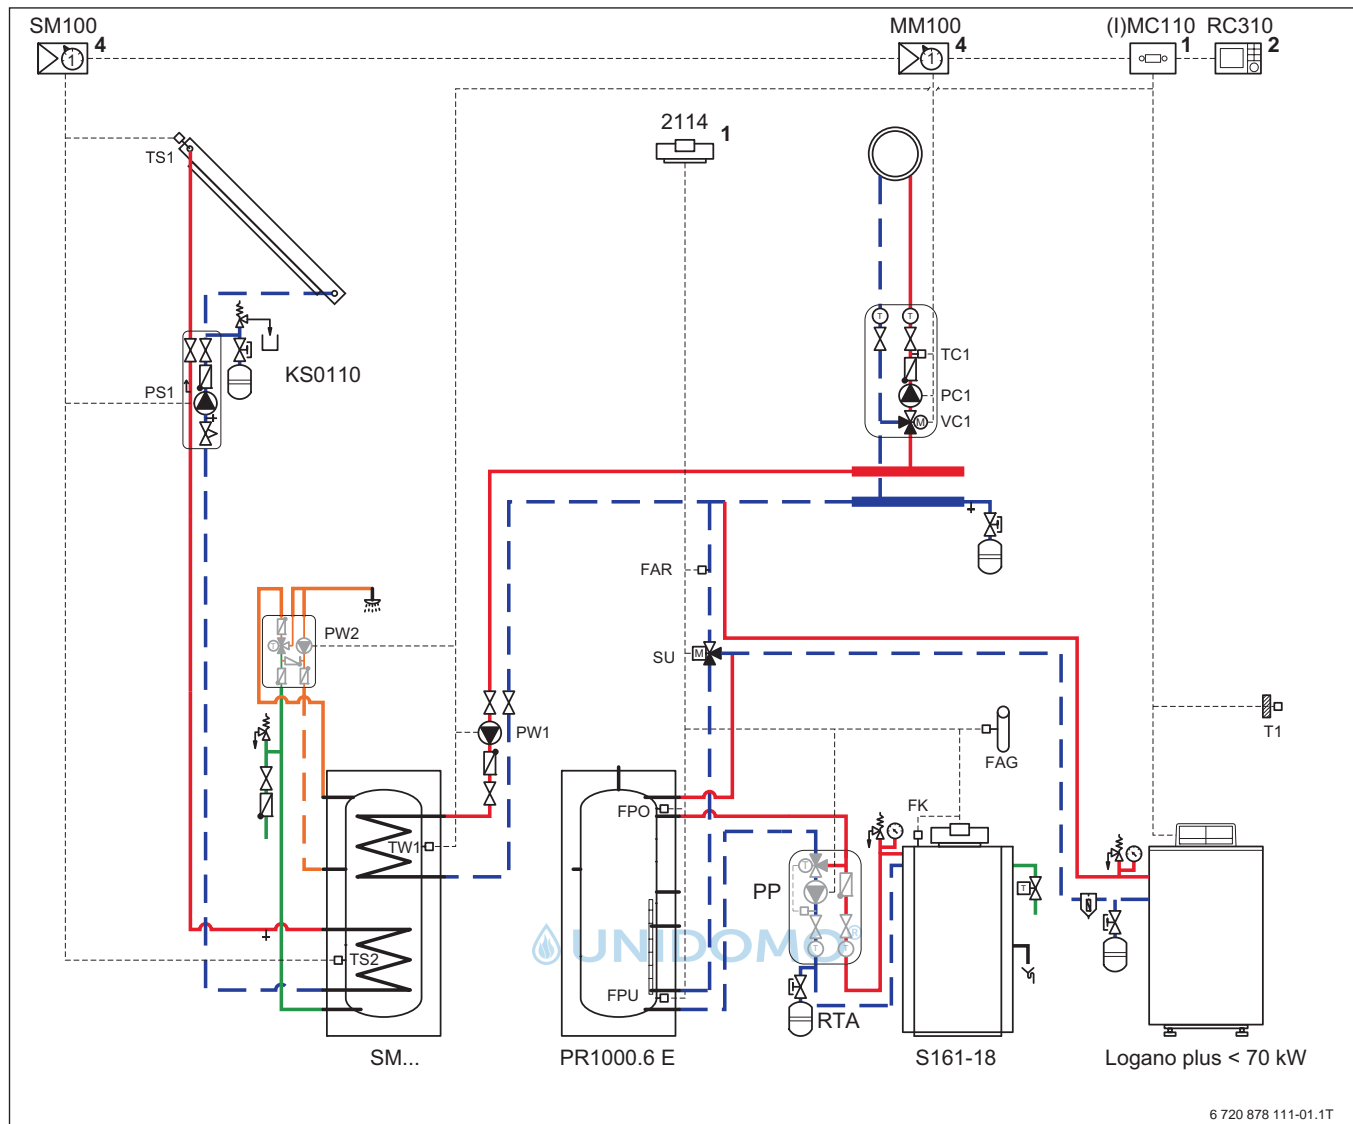 SM100
4
MM100
4
(I)MC110
1
RC310
2
1
1
2114
1
TS1
TC1
PC1
M
VC1
T
T
KS0110
PS1
FAR
SU
M
PW2
T
PW1
T1
FAG
FK
FPO
TW1
PP
T
T
T
T
UNIDOMO®
TS2
FPU
RTA
SM...
PR1000.6 E
S161-18
Logano plus < 70 kW
6 720 878 111-01.1T